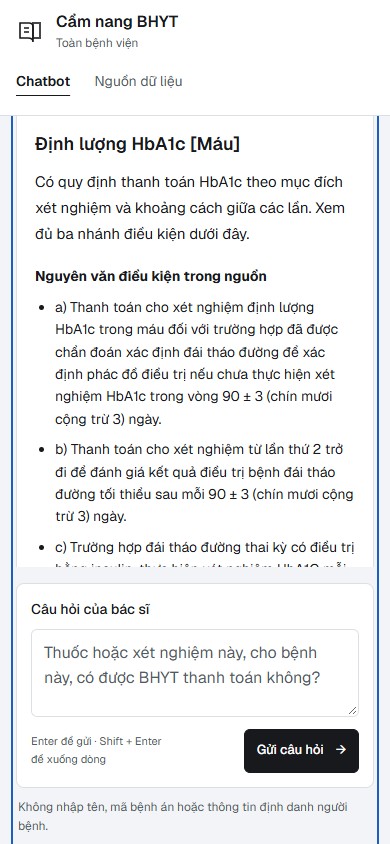 Cẩm nang BHYT
Toàn bệnh viện
Chatbot Nguồn dữ liệu
Định lượng HbA1c [Máu]
Có quy định thanh toán HbA1c theo mục đích
xét nghiệm và khoảng cách giữa các lần. Xem
đủ ba nhánh điều kiện dưới đây.
Nguyên văn điều kiện trong nguồn
• a) Thanh toán cho xét nghiệm định lượng
HbA1c trong máu đối với trường hợp đã được
chẩn đoán xác định đái tháo đường để xác
định phác đồ điều trị nếu chưa thực hiện xét
nghiệm HbA1c trong vòng 90 ± 3 (chín mươi
cộng trừ 3) ngày.
• b) Thanh toán cho xét nghiệm từ lần thứ 2 trở
đi để đánh giá kết quả điều trị bệnh đái tháo
đường tối thiểu sau mỗi 90 ± 3 (chín mươi cộng
trừ 3) ngày.
• c) Trường hợp đái tháo đường thai kỳ có điều trị
bằng insulin, thực hiện xét nghiệm HbA1C mỗi
Câu hỏi của bác sĩ
Thuốc hoặc xét nghiệm này, cho bệnh
này, có được BHYT thanh toán không?
Enter để gửi · Shift + Enter
để xuống dòng
Gửi câu hỏi →
Không nhập tên, mã bệnh án hoặc thông tin định danh người
bệnh.